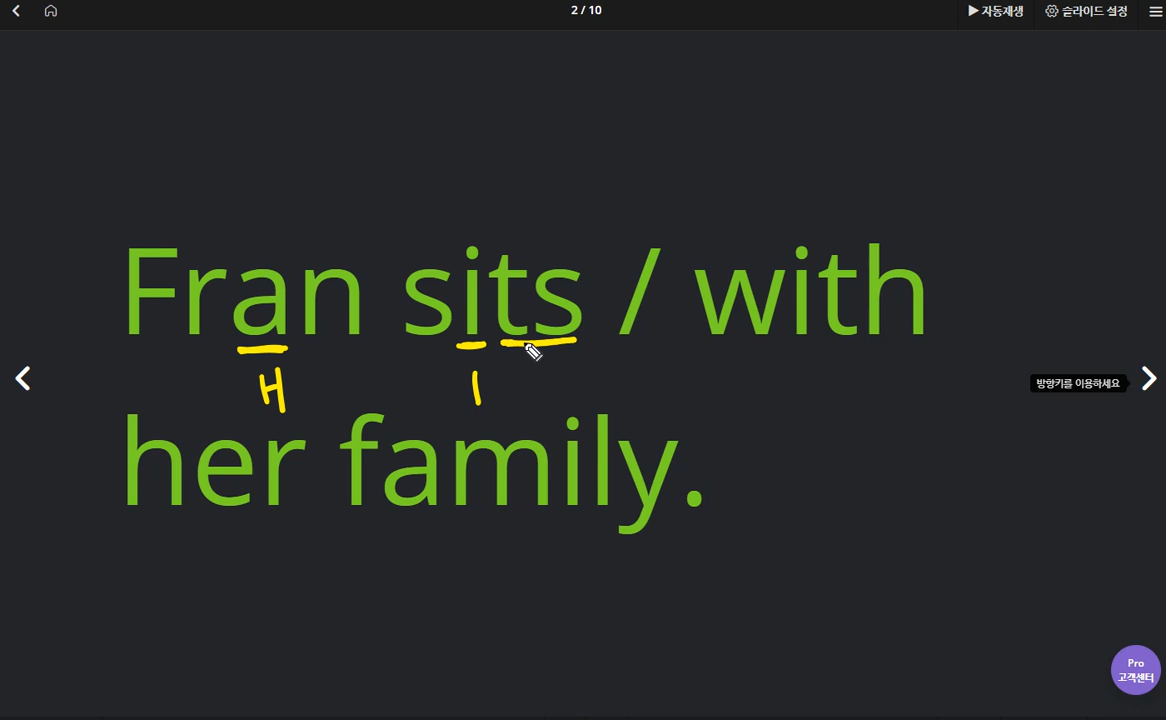 2 / 10
자동재생
슬라이드 설정
Fran sits / with
ㅐ ㅣ
방향키를 이용하세요
her family.
Pro
고객센터